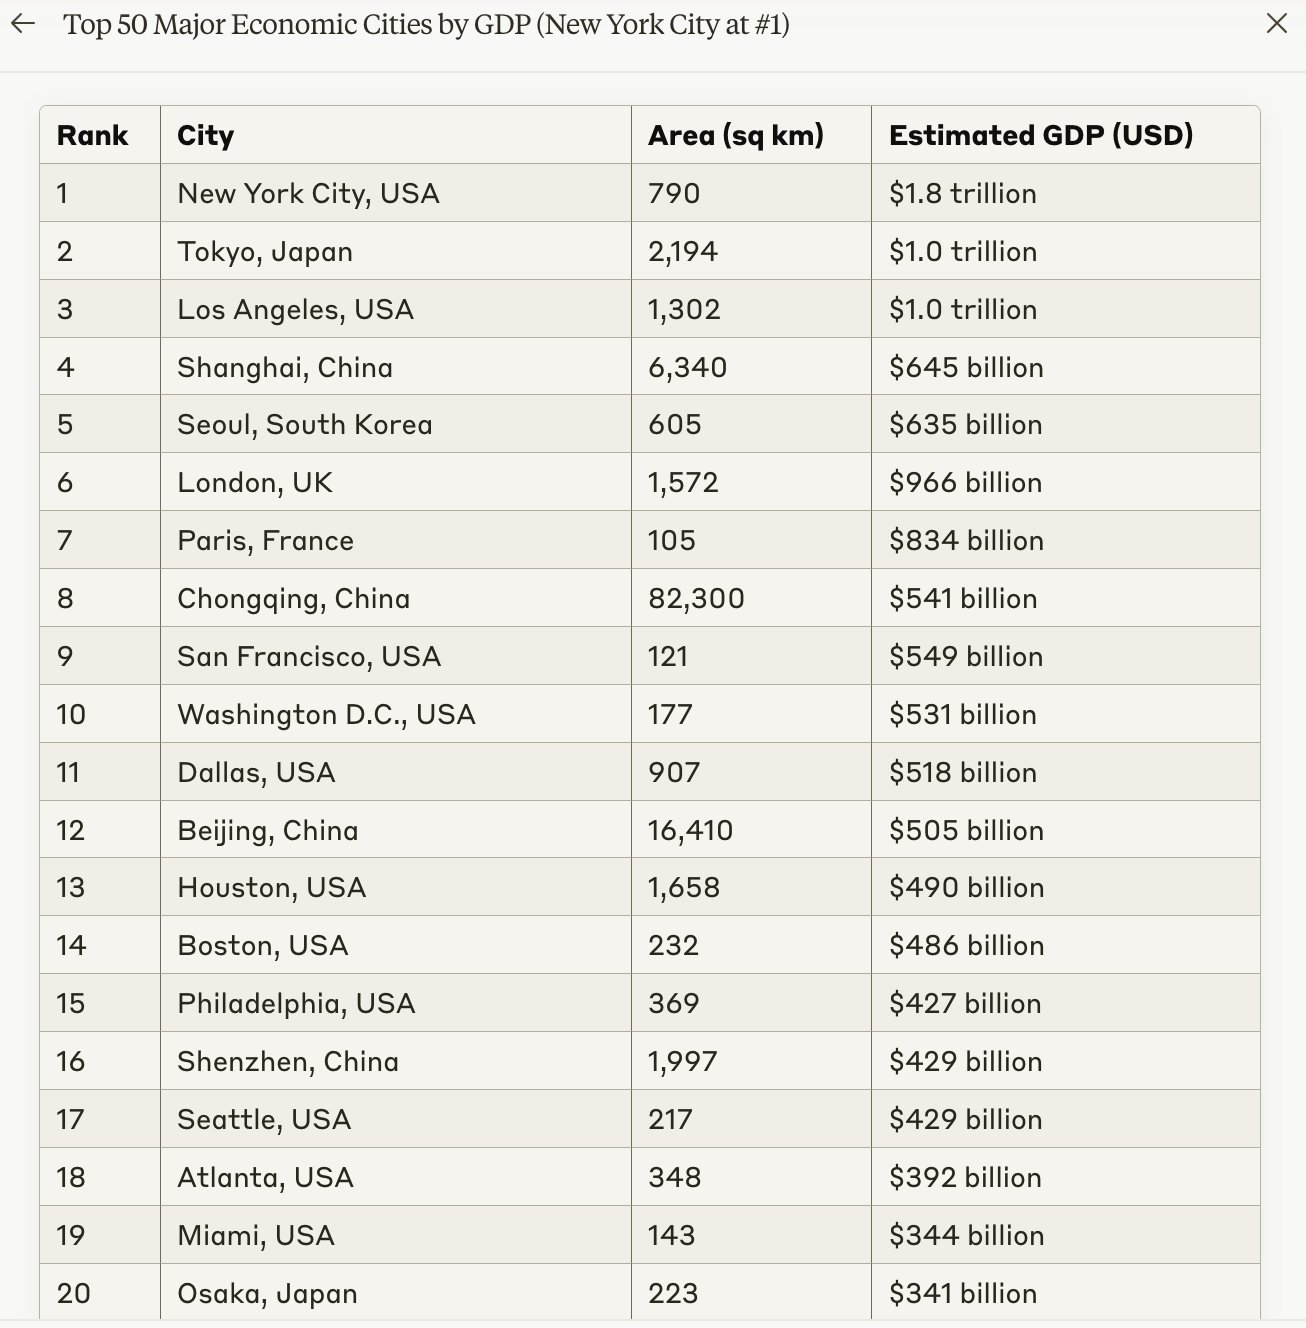 Top 50 Major Economic Cities by GDP (New York City at #1)
Rank City Area (sq km) Estimated GDP (USD)
1 New York City, USA 790 $1.8 trillion
2 Tokyo, Japan 2,194 $1.0 trillion
3 Los Angeles, USA 1,302 $1.0 trillion
4 Shanghai, China 6,340 $645 billion
5 Seoul, South Korea 605 $635 billion
6 London, UK 1,572 $966 billion
7 Paris, France 105 $834 billion
8 Chongqing, China 82,300 $541 billion
9 San Francisco, USA 121 $549 billion
10 Washington D.C., USA 177 $531 billion
11 Dallas, USA 907 $518 billion
12 Beijing, China 16,410 $505 billion
13 Houston, USA 1,658 $490 billion
14 Boston, USA 232 $486 billion
15 Philadelphia, USA 369 $427 billion
16 Shenzhen, China 1,997 $429 billion
17 Seattle, USA 217 $429 billion
18 Atlanta, USA 348 $392 billion
19 Miami, USA 143 $344 billion
20 Osaka, Japan 223 $341 billion